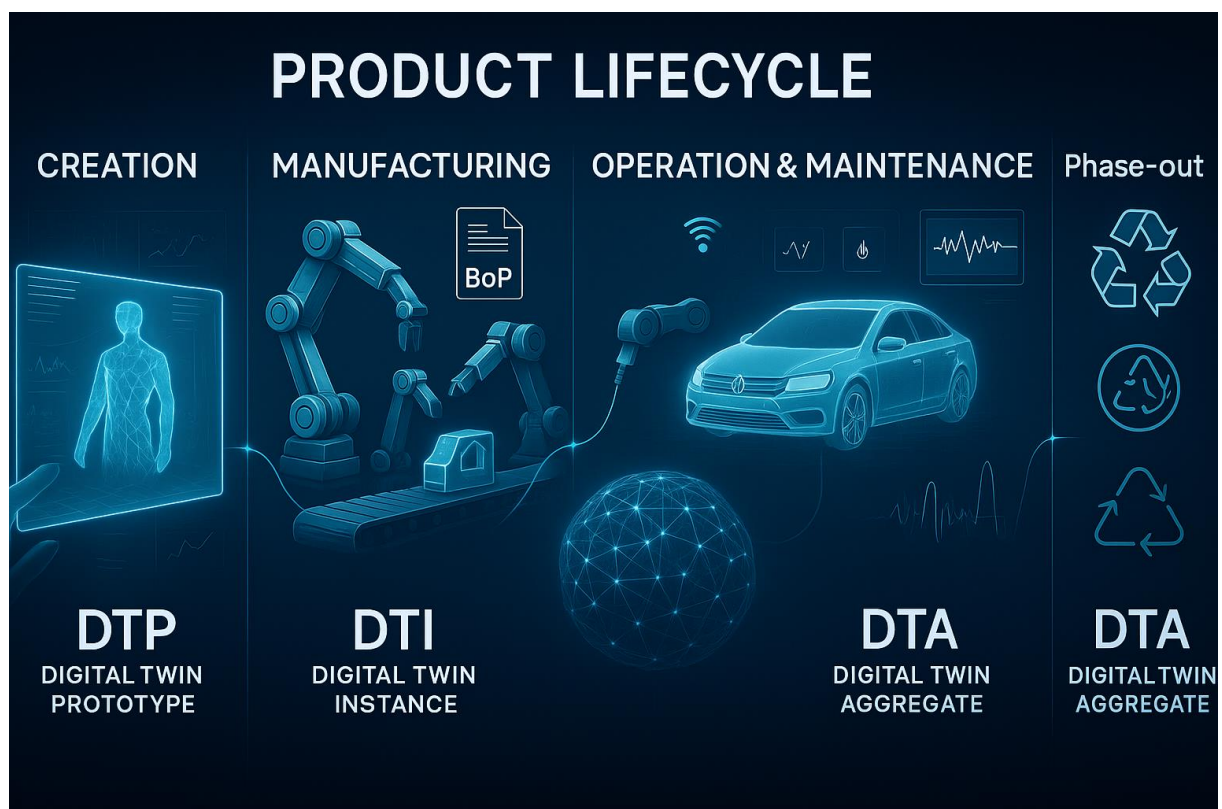 PRODUCT LIFECYCLE
CREATION
MANUFACTURING
OPERATION & MAINTENANCE
Phase-out
BoP
DTP
DIGITAL TWIN
PROTOTYPE
DTI
DIGITAL TWIN
INSTANCE
DTA
DIGITAL TWIN
AGGREGATE
DTA
DIGITAL TWIN
AGGREGATE